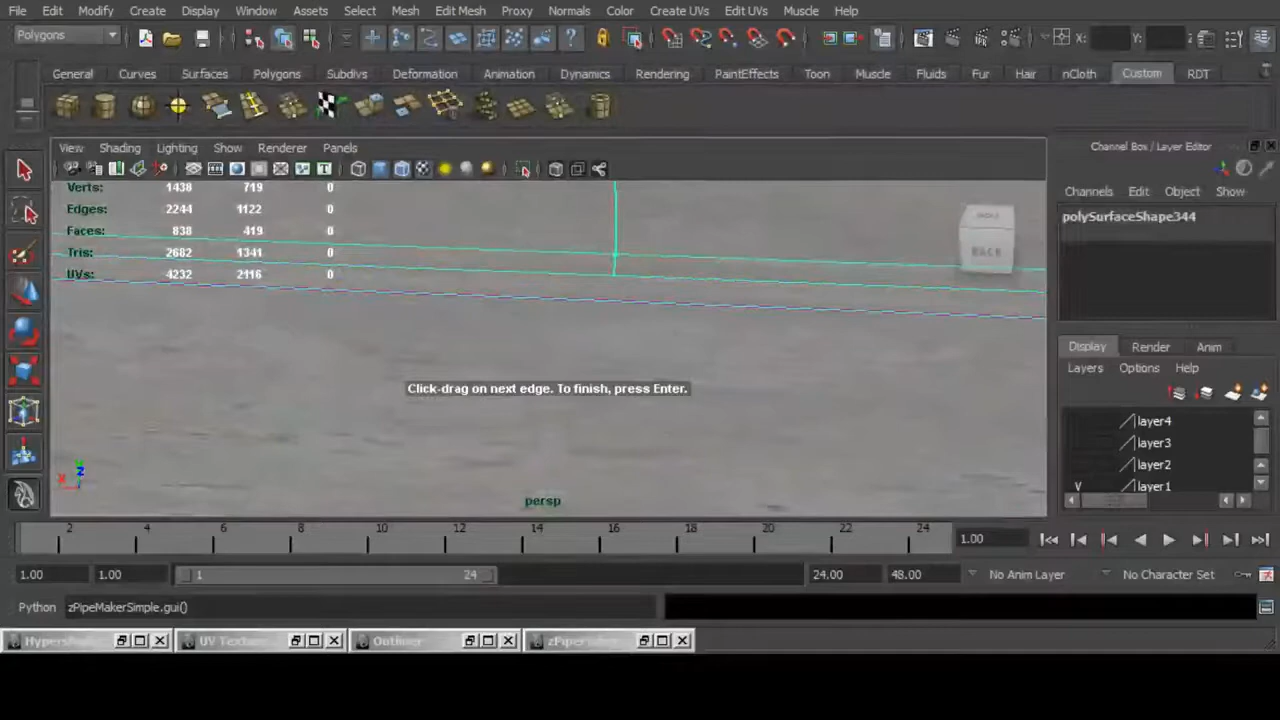 File Edit Modify Create Display Window Assets Select Mesh Edit Mesh Proxy Normals Color Create UVs Edit UVs Muscle Help
Polygons X: Y:
General Curves Surfaces Polygons Subdivs Deformation Animation Dynamics Rendering PaintEffects Toon Muscle Fluids Fur Hair nCloth Custom RDT
View Shading Lighting Show Renderer Panels
Channel Box / Layer Editor
Channels Edit Object Show
polySurfaceShape344
Verts: 1438 719 0
Edges: 2244 1122 0
Faces: 838 419 0
Tris: 2682 1341 0
UVs: 4232 2116 0
BACK
Click-drag on next edge. To finish, press Enter.
persp
Display Render Anim
Layers Options Help
layer4
layer3
layer2
V layer1
2 4 6 8 10 12 14 16 18 20 22 24 1.00
1.00 1.00 1 24 24.00 48.00 No Anim Layer No Character Set
Python zPipeMakerSimple.gui()
UV Textu Outliner